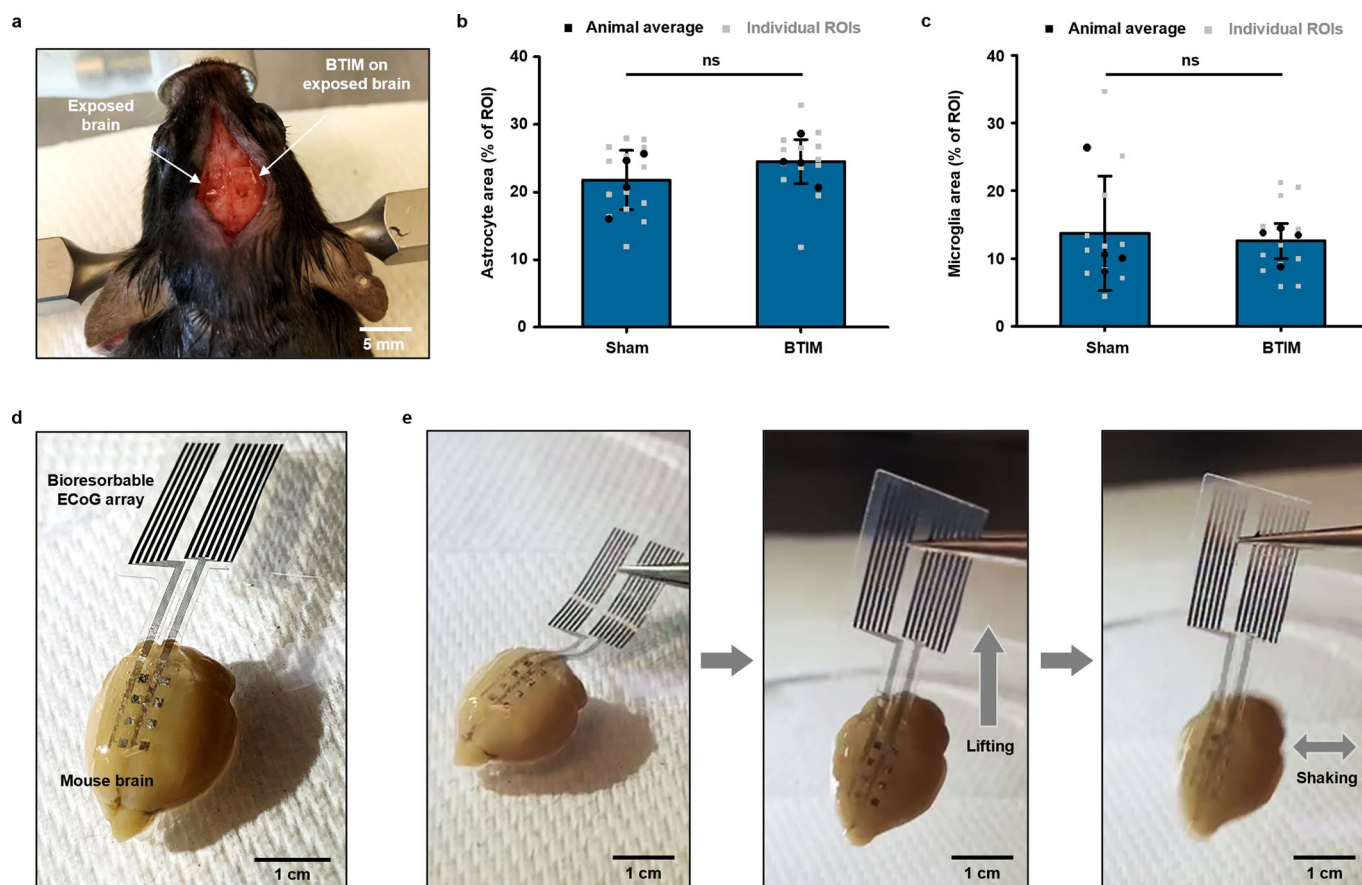 a
Exposed
brain
BTIM on
exposed brain
5 mm
b
Animal average Individual ROIs
ns
Astrocyte area (% of ROI)
40
30
20
10
0
Sham BTIM
c
Animal average Individual ROIs
ns
Microglia area (% of ROI)
40
30
20
10
0
Sham BTIM
d
Bioresorbable
ECoG array
Mouse brain
1 cm
e
1 cm
Lifting
1 cm
Shaking
1 cm